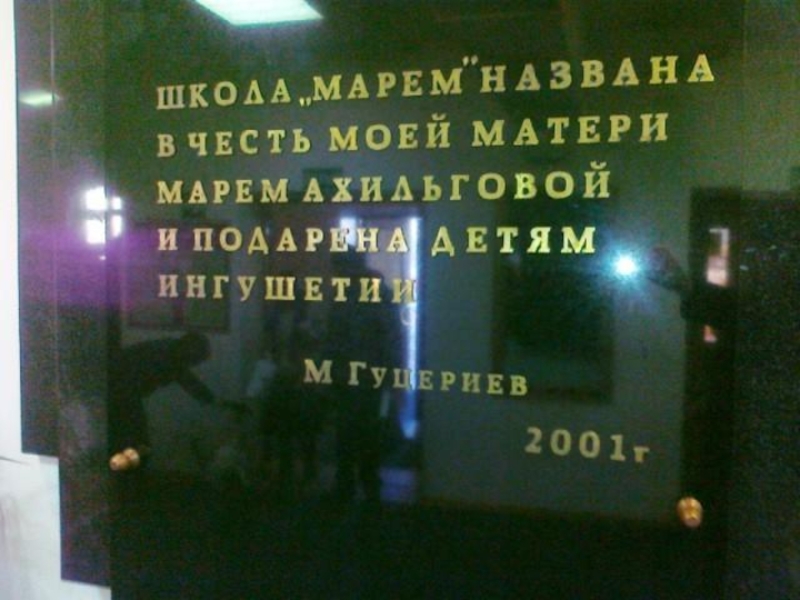 ШКОЛА „МАРЕМ" НАЗВАНА
В ЧЕСТЬ МОЕЙ МАТЕРИ
МАРЕМ АХИЛЬГОВОЙ
И ПОДАРЕНА ДЕТЯМ
ИНГУШЕТИИ
М ГУЦЕРИЕВ
2001г